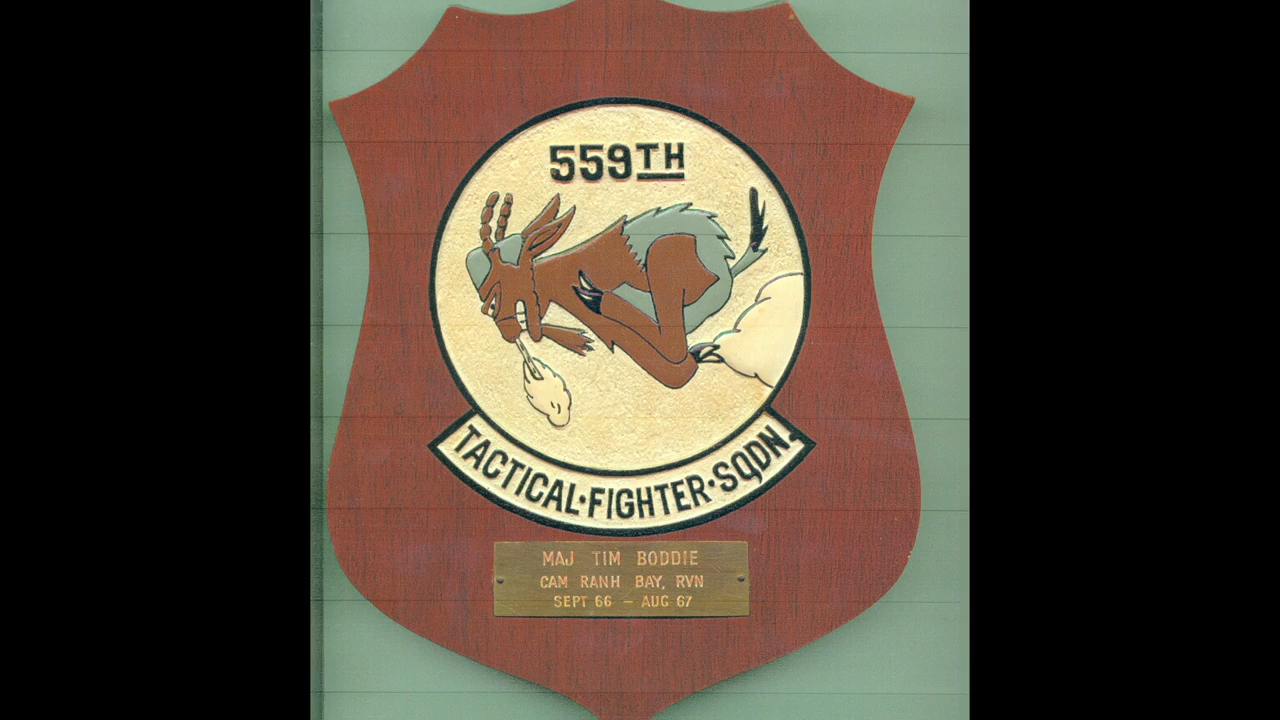 559TH
TACTICAL·FIGHTER·SQDN.
MAJ TIM BODDIE
CAM RANH BAY, RVN
SEPT 66 – AUG 67